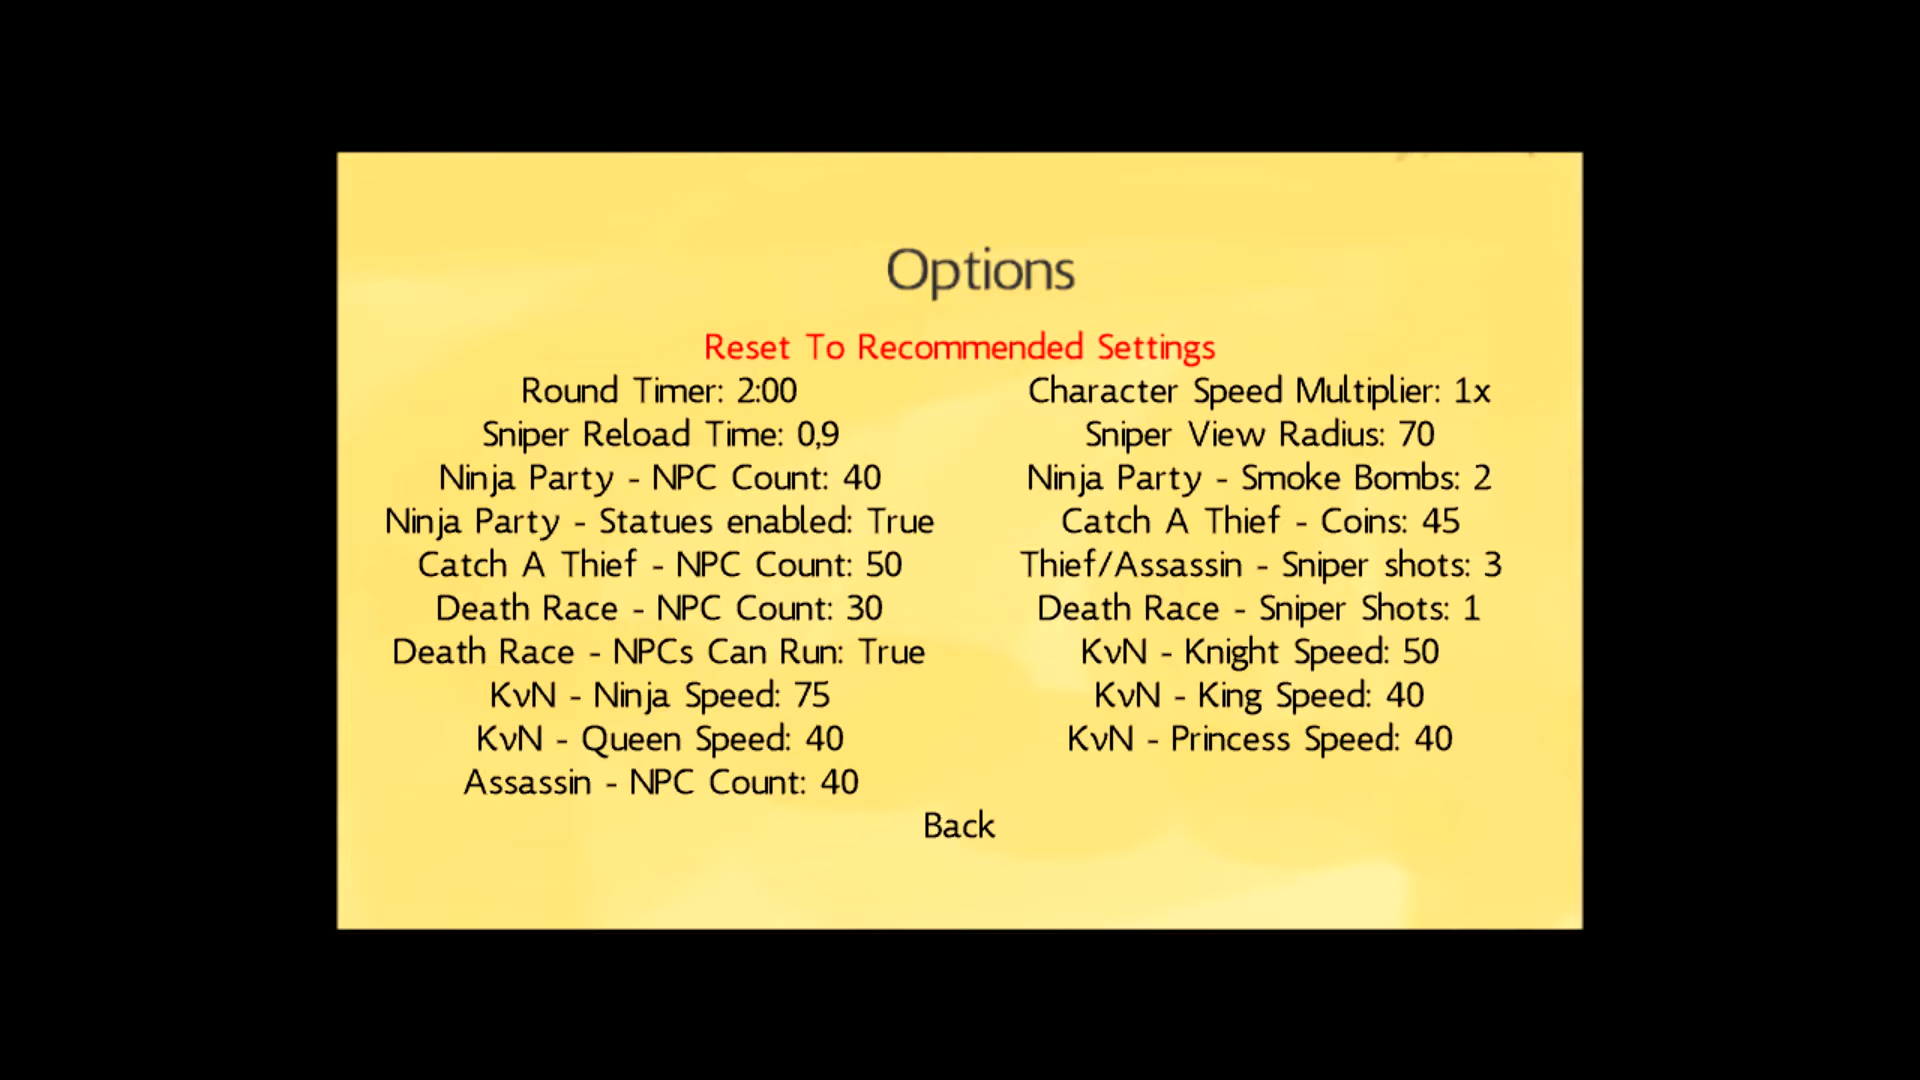 Options
Reset To Recommended Settings
Round Timer: 2:00
Character Speed Multiplier: 1x
Sniper Reload Time: 0,9
Sniper View Radius: 70
Ninja Party - NPC Count: 40
Ninja Party - Smoke Bombs: 2
Ninja Party - Statues enabled: True
Catch A Thief - Coins: 45
Catch A Thief - NPC Count: 50
Thief/Assassin - Sniper shots: 3
Death Race - NPC Count: 30
Death Race - Sniper Shots: 1
Death Race - NPCs Can Run: True
KvN - Knight Speed: 50
KvN - Ninja Speed: 75
KvN - King Speed: 40
KvN - Queen Speed: 40
KvN - Princess Speed: 40
Assassin - NPC Count: 40
Back